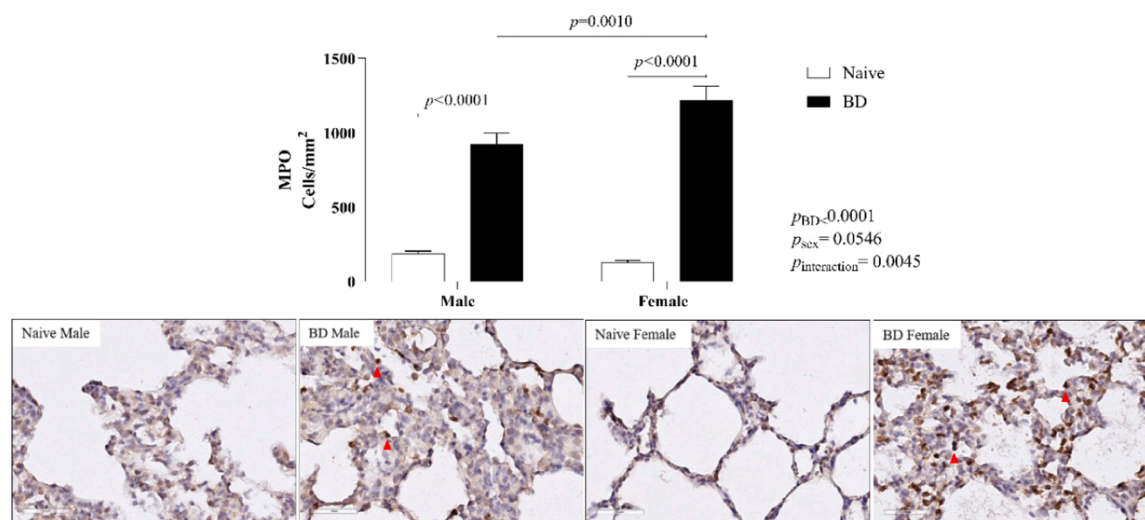 p=0.0010
1500
p<0.0001
Naive
p<0.0001
BD
1000
MPO
Cells/mm²
500
pBD<0.0001
psex= 0.0546
pinteraction= 0.0045
0
Male
Female
Naive Male
BD Male
Naive Female
BD Female